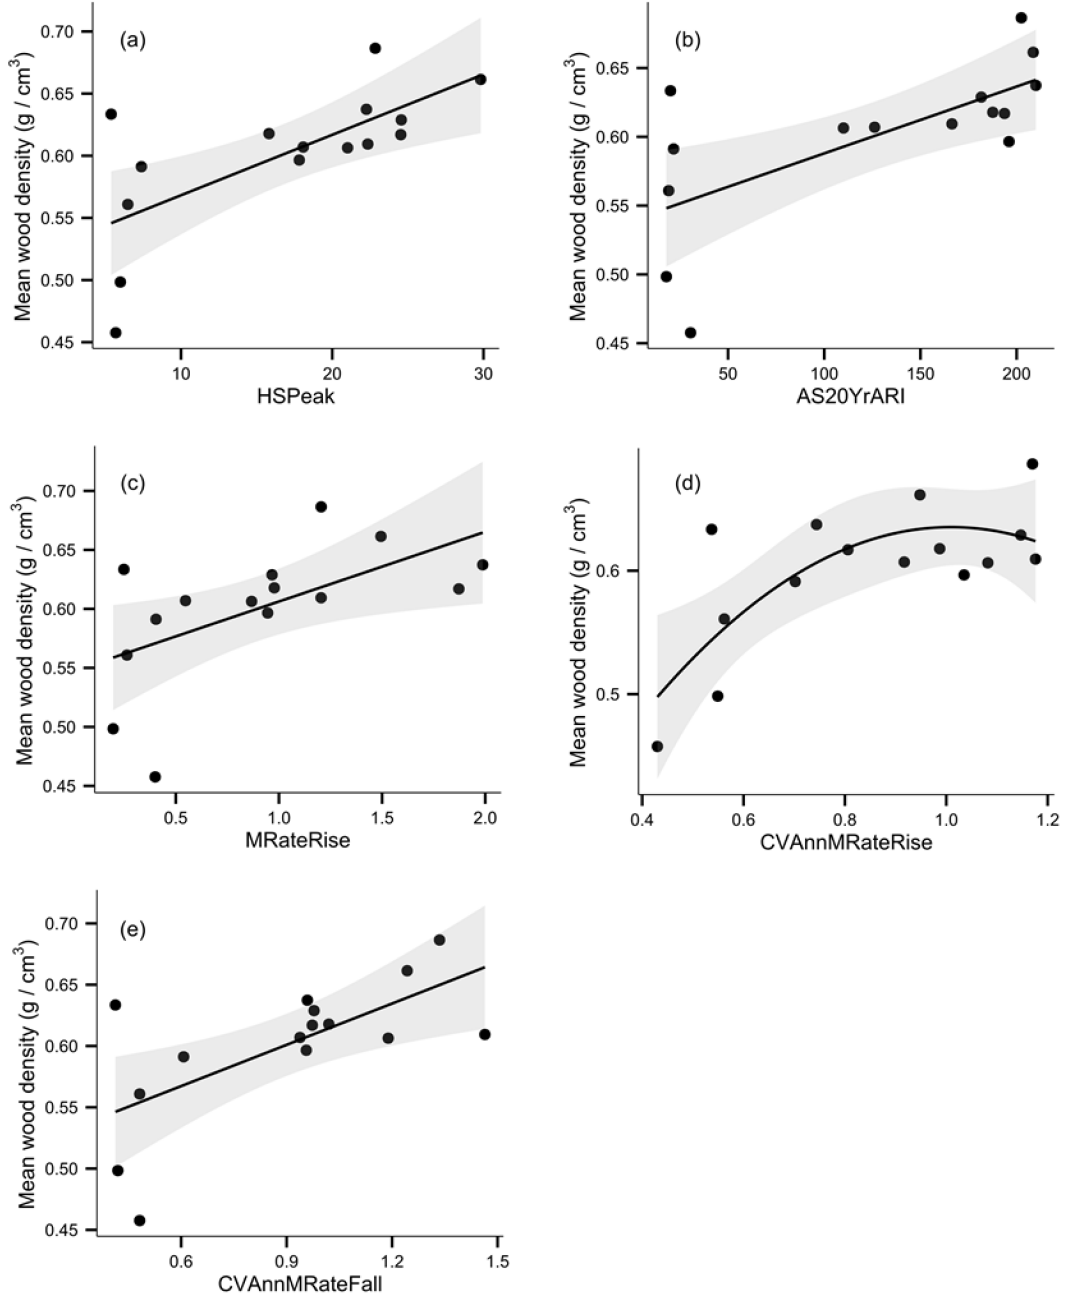 (a)
Mean wood density (g / cm³)
0.70
0.65
0.60
0.55
0.50
0.45
10 20 30
HSPeak
(b)
Mean wood density (g / cm³)
0.65
0.60
0.55
0.50
0.45
50 100 150 200
AS20YrARI
(c)
Mean wood density (g / cm³)
0.70
0.65
0.60
0.55
0.50
0.45
0.5 1.0 1.5 2.0
MRateRise
(d)
Mean wood density (g / cm³)
0.6
0.5
0.4 0.6 0.8 1.0 1.2
CVAnnMRateRise
(e)
Mean wood density (g / cm³)
0.70
0.65
0.60
0.55
0.50
0.45
0.6 0.9 1.2 1.5
CVAnnMRateFall